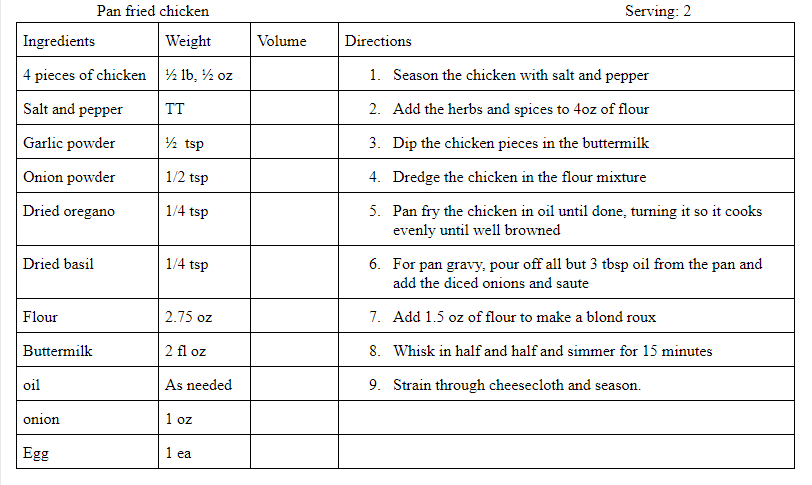 Pan fried chicken Serving: 2
Ingredients Weight Volume Directions
4 pieces of chicken ½ lb, ½ oz 1. Season the chicken with salt and pepper
Salt and pepper TT 2. Add the herbs and spices to 4oz of flour
Garlic powder ½ tsp 3. Dip the chicken pieces in the buttermilk
Onion powder 1/2 tsp 4. Dredge the chicken in the flour mixture
Dried oregano 1/4 tsp 5. Pan fry the chicken in oil until done, turning it so it cooks
evenly until well browned
Dried basil 1/4 tsp 6. For pan gravy, pour off all but 3 tbsp oil from the pan and
add the diced onions and saute
Flour 2.75 oz 7. Add 1.5 oz of flour to make a blond roux
Buttermilk 2 fl oz 8. Whisk in half and half and simmer for 15 minutes
oil As needed 9. Strain through cheesecloth and season.
onion 1 oz
Egg 1 ea